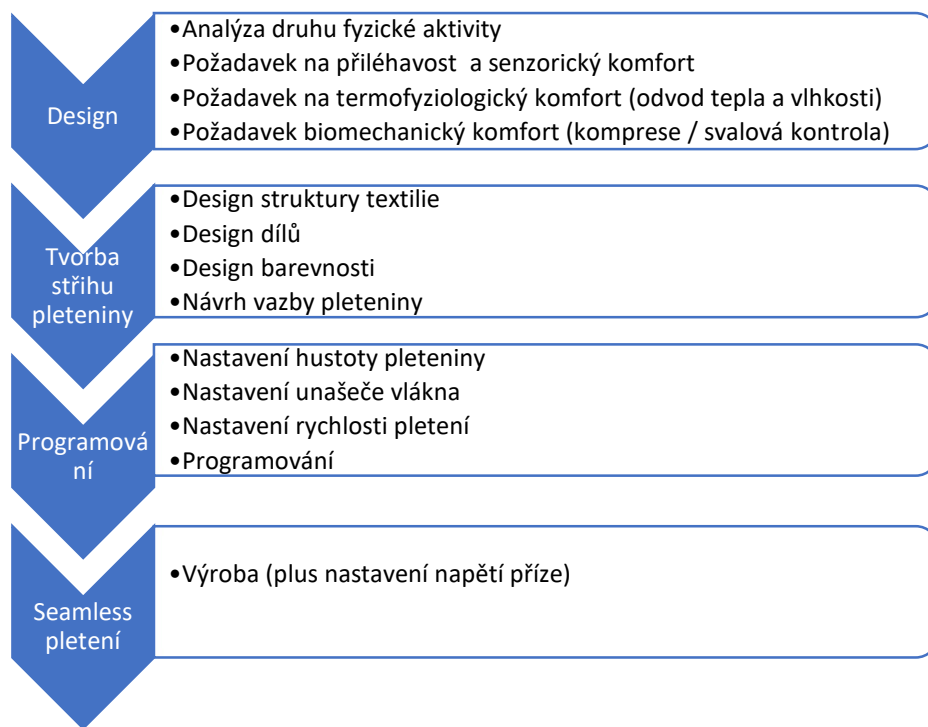 Design
•Analýza druhu fyzické aktivity
•Požadavek na přiléhavost  a senzorický komfort
•Požadavek na termofyziologický komfort (odvod tepla a vlhkosti)
•Požadavek biomechanický komfort (komprese / svalová kontrola)
Tvorba
střihu
pleteniny
•Design struktury textilie
•Design dílů
•Design barevnosti
•Návrh vazby pleteniny
Programová
ní
•Nastavení hustoty pleteniny
•Nastavení unašeče vlákna
•Nastavení rychlosti pletení
•Programování
Seamless
pletení
•Výroba (plus nastavení napětí příze)